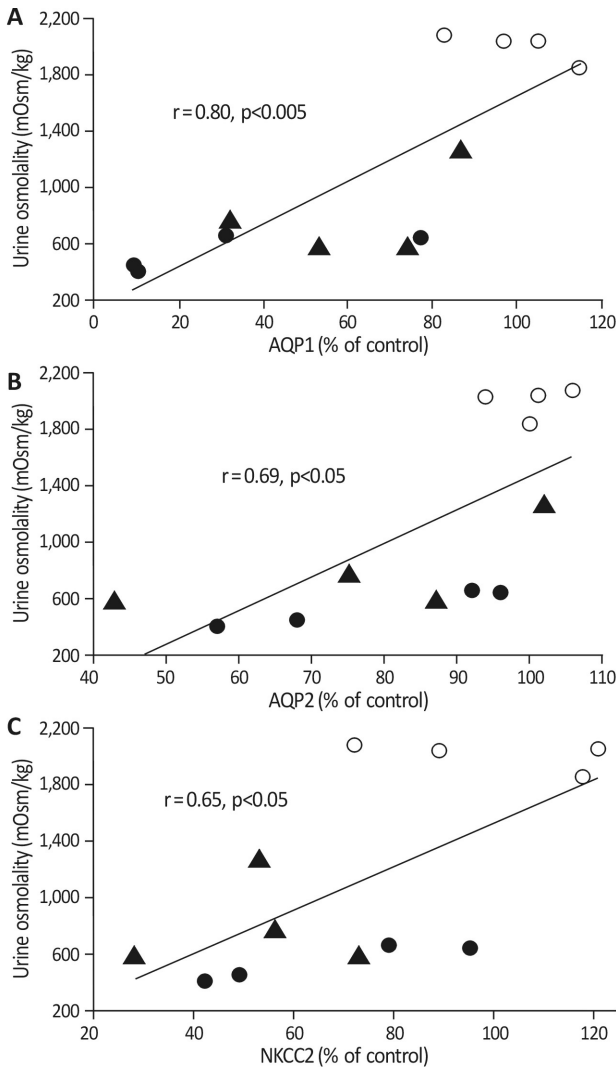 A
2,200
1,800
1,400
1,000
600
200
Urine osmolality (mOsm/kg)
r = 0.80, p<0.005
0 20 40 60 80 100 120
AQP1 (% of control)
B
2,200
1,800
1,400
1,000
600
200
Urine osmolality (mOsm/kg)
r = 0.69, p<0.05
40 50 60 70 80 90 100 110
AQP2 (% of control)
C
2,200
1,800
1,400
1,000
600
200
Urine osmolality (mOsm/kg)
r = 0.65, p<0.05
20 40 60 80 100 120
NKCC2 (% of control)